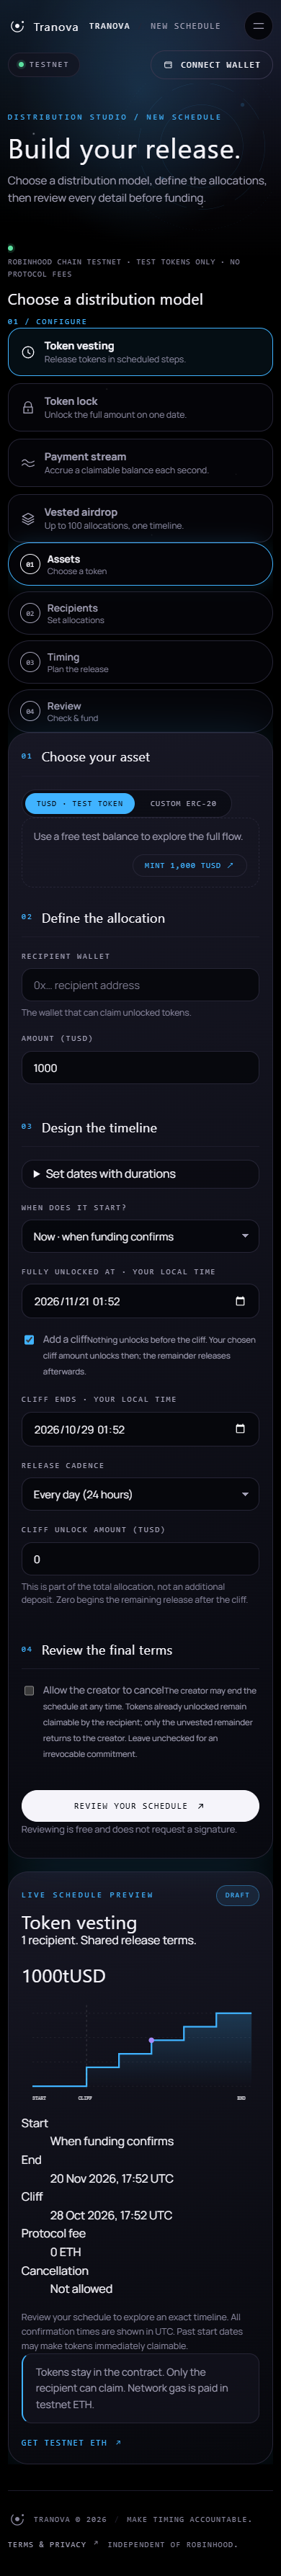 Tranova TRANOVA NEW SCHEDULE
TESTNET CONNECT WALLET
DISTRIBUTION STUDIO / NEW SCHEDULE
Build your release.
Choose a distribution model, define the allocations,
then review every detail before funding.
ROBINHOOD CHAIN TESTNET · TEST TOKENS ONLY · NO
PROTOCOL FEES
Choose a distribution model
01 / CONFIGURE
Token vesting
Release tokens in scheduled steps.
Token lock
Unlock the full amount on one date.
Payment stream
Accrue a claimable balance each second.
Vested airdrop
Up to 100 allocations, one timeline.
01 Assets
Choose a token
02 Recipients
Set allocations
03 Timing
Plan the release
04 Review
Check & fund
01 Choose your asset
TUSD · TEST TOKEN CUSTOM ERC-20
Use a free test balance to explore the full flow.
MINT 1,000 TUSD ↗
02 Define the allocation
RECIPIENT WALLET
0x… recipient address
The wallet that can claim unlocked tokens.
AMOUNT (TUSD)
1000
03 Design the timeline
▶ Set dates with durations
WHEN DOES IT START?
Now · when funding confirms
FULLY UNLOCKED AT · YOUR LOCAL TIME
2026/11/21 01:52
Add a cliffNothing unlocks before the cliff. Your chosen
cliff amount unlocks then; the remainder releases
afterwards.
CLIFF ENDS · YOUR LOCAL TIME
2026/10/29 01:52
RELEASE CADENCE
Every day (24 hours)
CLIFF UNLOCK AMOUNT (TUSD)
0
This is part of the total allocation, not an additional
deposit. Zero begins the remaining release after the cliff.
04 Review the final terms
Allow the creator to cancelThe creator may end the
schedule at any time. Tokens already unlocked remain
claimable by the recipient; only the unvested remainder
returns to the creator. Leave unchecked for an
irrevocable commitment.
REVIEW YOUR SCHEDULE ↗
Reviewing is free and does not request a signature.
LIVE SCHEDULE PREVIEW DRAFT
Token vesting
1 recipient. Shared release terms.
1000tUSD
START CLIFF END
Start
When funding confirms
End
20 Nov 2026, 17:52 UTC
Cliff
28 Oct 2026, 17:52 UTC
Protocol fee
0 ETH
Cancellation
Not allowed
Review your schedule to explore an exact timeline. All
confirmation times are shown in UTC. Past start dates
may make tokens immediately claimable.
Tokens stay in the contract. Only the
recipient can claim. Network gas is paid in
testnet ETH.
GET TESTNET ETH ↗
TRANOVA © 2026 / MAKE TIMING ACCOUNTABLE.
TERMS & PRIVACY ↗ INDEPENDENT OF ROBINHOOD.